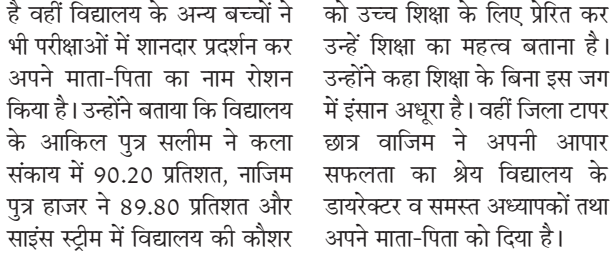 है वहीं विद्यालय के अन्य बच्चों ने
भी परीक्षाओं में शानदार प्रदर्शन कर
अपने माता-पिता का नाम रोशन
किया है। उन्होंने बताया कि विद्यालय
के आकिल पुत्र सलीम ने कला
संकाय में 90.20 प्रतिशत, नाजिम
पुत्र हाजर ने 89.80 प्रतिशत और
साइंस स्ट्रीम में विद्यालय की कौशर
को उच्च शिक्षा के लिए प्रेरित कर
उन्हें शिक्षा का महत्व बताना है।
उन्होंने कहा शिक्षा के बिना इस जग
में इंसान अधूरा है। वहीं जिला टापर
छात्र वाजिम ने अपनी आपार
सफलता का श्रेय विद्यालय के
डायरेक्टर व समस्त अध्यापकों तथा
अपने माता-पिता को दिया है।